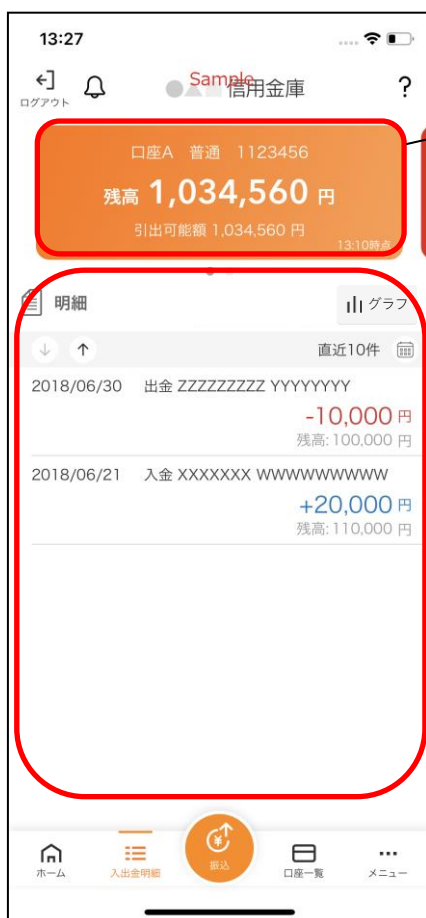 13:27
ログアウト
Sample
信用金庫
?
口座A 普通 1123456
残高 1,034,560 円
引出可能額 1,034,560 円
13:10時点
明細
グラフ
↓ ↑ 直近10件
2018/06/30 出金 ZZZZZZZZZ YYYYYYYY
-10,000 円
残高:100,000 円
2018/06/21 入金 XXXXXXX WWWWWWWWW
+20,000 円
残高:110,000 円
ホーム 入出金明細 振込 口座一覧 メニュー